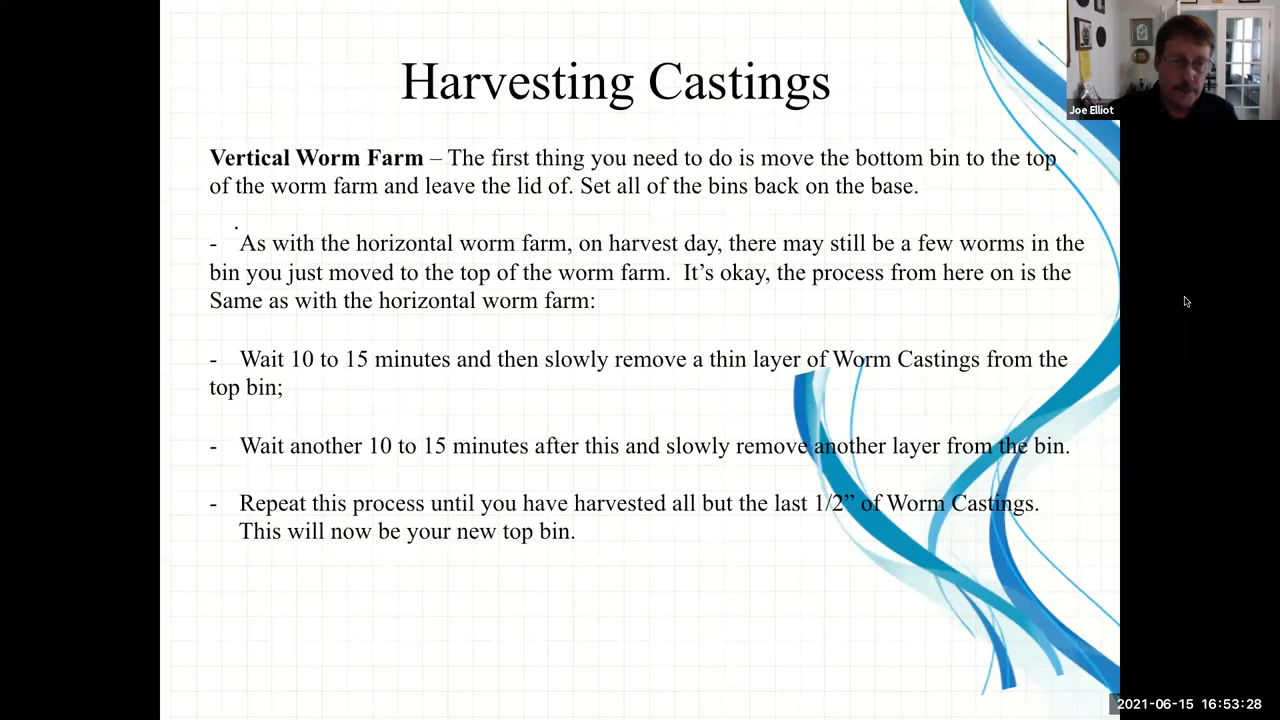 Harvesting Castings
Joe Elliot
Vertical Worm Farm – The first thing you need to do is move the bottom bin to the top
of the worm farm and leave the lid of. Set all of the bins back on the base.
- As with the horizontal worm farm, on harvest day, there may still be a few worms in the
bin you just moved to the top of the worm farm. It’s okay, the process from here on is the
Same as with the horizontal worm farm:
- Wait 10 to 15 minutes and then slowly remove a thin layer of Worm Castings from the
top bin;
- Wait another 10 to 15 minutes after this and slowly remove another layer from the bin.
- Repeat this process until you have harvested all but the last 1/2” of Worm Castings.
This will now be your new top bin.
2021-06-15 16:53:28